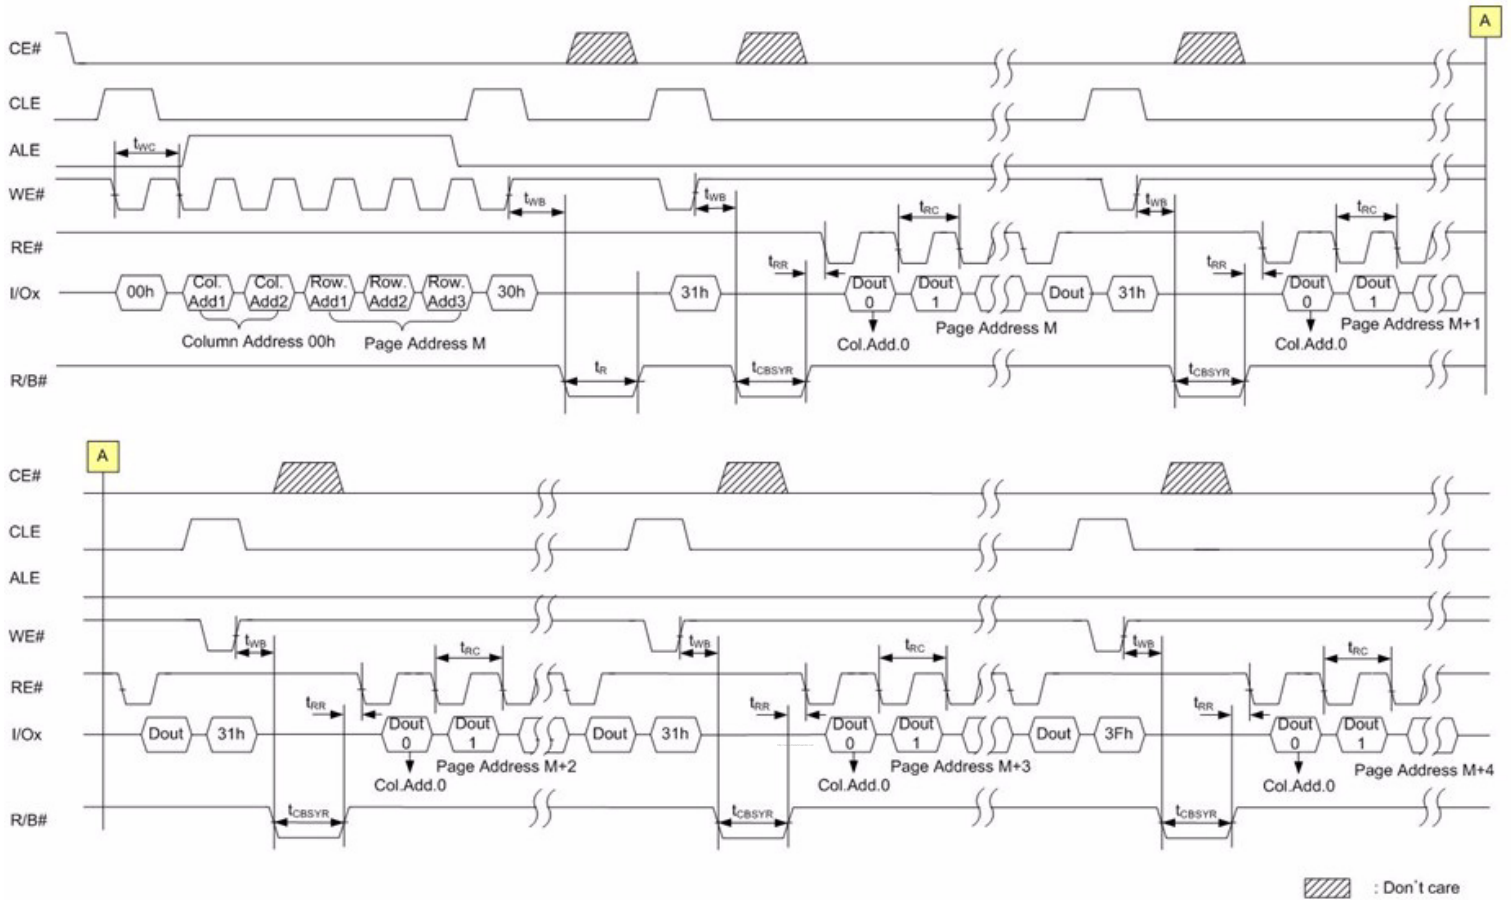 A
CE#
CLE
ALE
tWC
WE#
tWB
tWB
tWB
RE#
tRC
tRC
tRR
tRR
I/Ox
00h
Col. Add1
Col. Add2
Row. Add1
Row. Add2
Row. Add3
30h
31h
Dout 0
Dout 1
Dout
31h
Dout 0
Dout 1
Column Address 00h
Page Address M
Col.Add.0
Page Address M
Col.Add.0
Page Address M+1
R/B#
tR
tCBSYR
tCBSYR
A
CE#
CLE
ALE
WE#
tWB
tWB
tWB
RE#
tRC
tRC
tRC
tRR
tRR
tRR
I/Ox
Dout
31h
Dout 0
Dout 1
Dout
31h
Dout 0
Dout 1
Dout
3Fh
Dout 0
Dout 1
Col.Add.0
Page Address M+2
Col.Add.0
Page Address M+3
Col.Add.0
Page Address M+4
R/B#
tCBSYR
tCBSYR
tCBSYR
: Don`t care